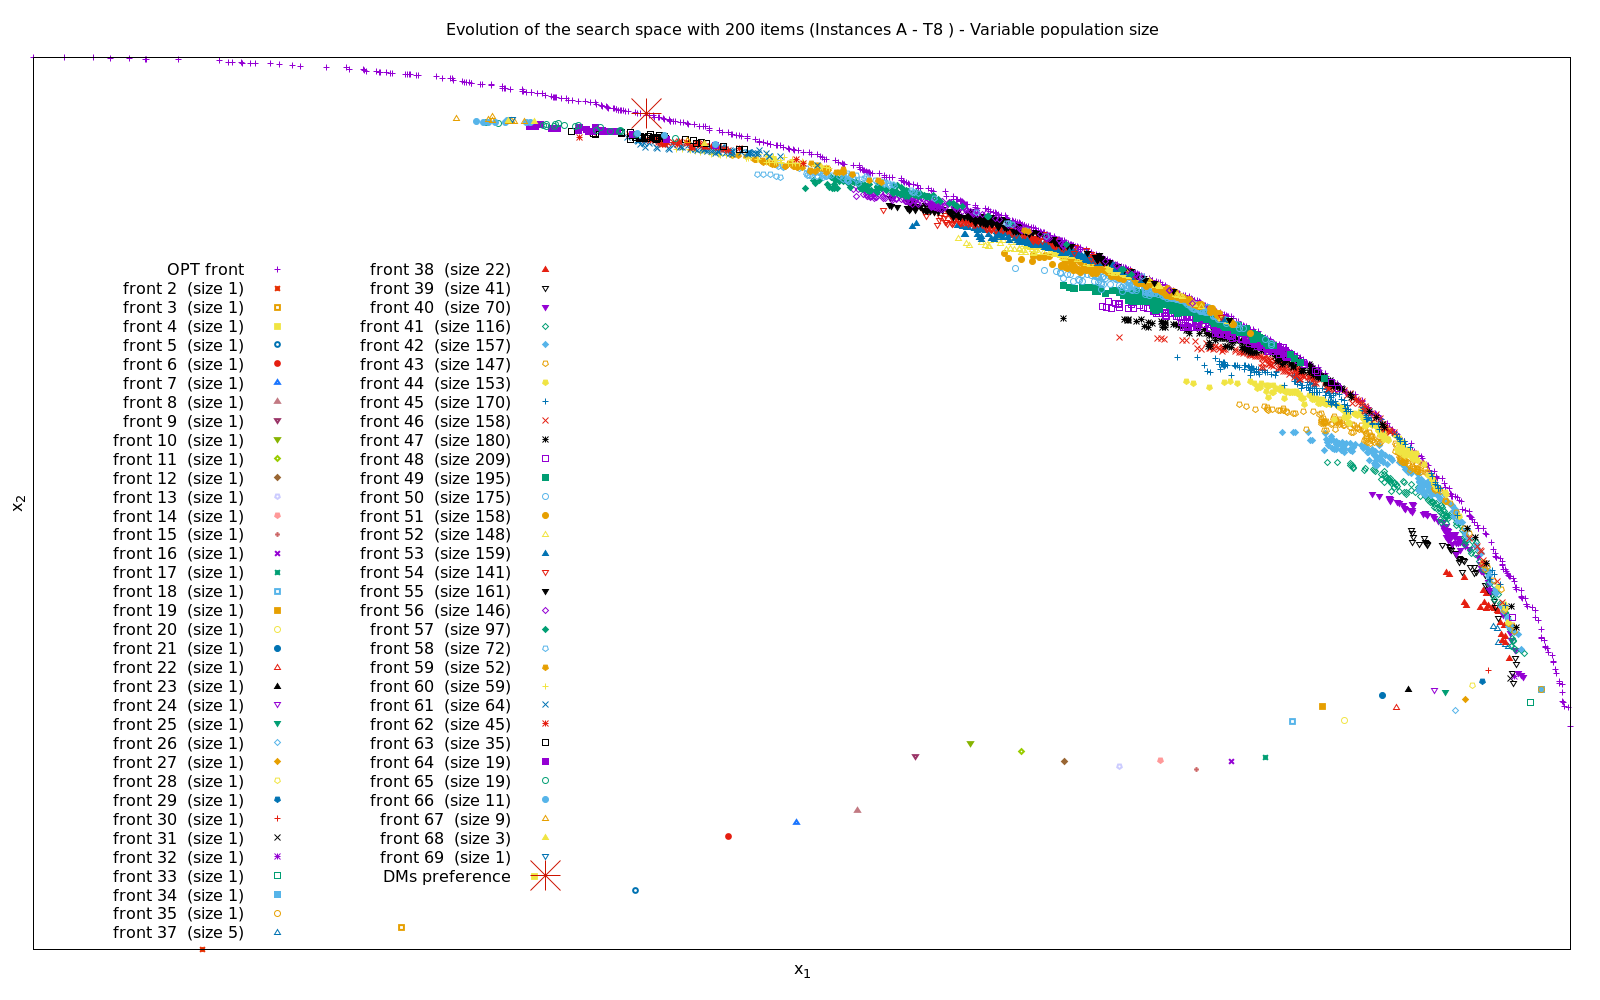 Evolution of the search space with 200 items (Instances A - T8 ) - Variable population size
x2
OPT front
front 2 (size 1)
front 3 (size 1)
front 4 (size 1)
front 5 (size 1)
front 6 (size 1)
front 7 (size 1)
front 8 (size 1)
front 9 (size 1)
front 10 (size 1)
front 11 (size 1)
front 12 (size 1)
front 13 (size 1)
front 14 (size 1)
front 15 (size 1)
front 16 (size 1)
front 17 (size 1)
front 18 (size 1)
front 19 (size 1)
front 20 (size 1)
front 21 (size 1)
front 22 (size 1)
front 23 (size 1)
front 24 (size 1)
front 25 (size 1)
front 26 (size 1)
front 27 (size 1)
front 28 (size 1)
front 29 (size 1)
front 30 (size 1)
front 31 (size 1)
front 32 (size 1)
front 33 (size 1)
front 34 (size 1)
front 35 (size 1)
front 37 (size 5)
front 38 (size 22)
front 39 (size 41)
front 40 (size 70)
front 41 (size 116)
front 42 (size 157)
front 43 (size 147)
front 44 (size 153)
front 45 (size 170)
front 46 (size 158)
front 47 (size 180)
front 48 (size 209)
front 49 (size 195)
front 50 (size 175)
front 51 (size 158)
front 52 (size 148)
front 53 (size 159)
front 54 (size 141)
front 55 (size 161)
front 56 (size 146)
front 57 (size 97)
front 58 (size 72)
front 59 (size 52)
front 60 (size 59)
front 61 (size 64)
front 62 (size 45)
front 63 (size 35)
front 64 (size 19)
front 65 (size 19)
front 66 (size 11)
front 67 (size 9)
front 68 (size 3)
front 69 (size 1)
DMs preference
x1